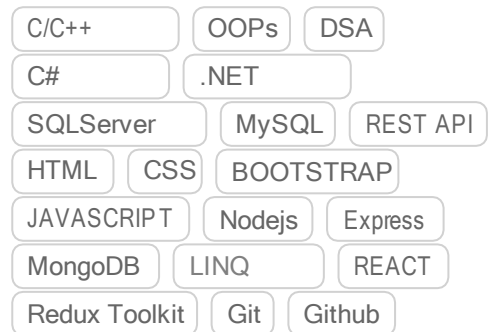 C/C++ OOPs DSA
C# .NET
SQLServer MySQL REST API
HTML CSS BOOTSTRAP
JAVASCRIPT Nodejs Express
MongoDB LINQ REACT
Redux Toolkit Git Github